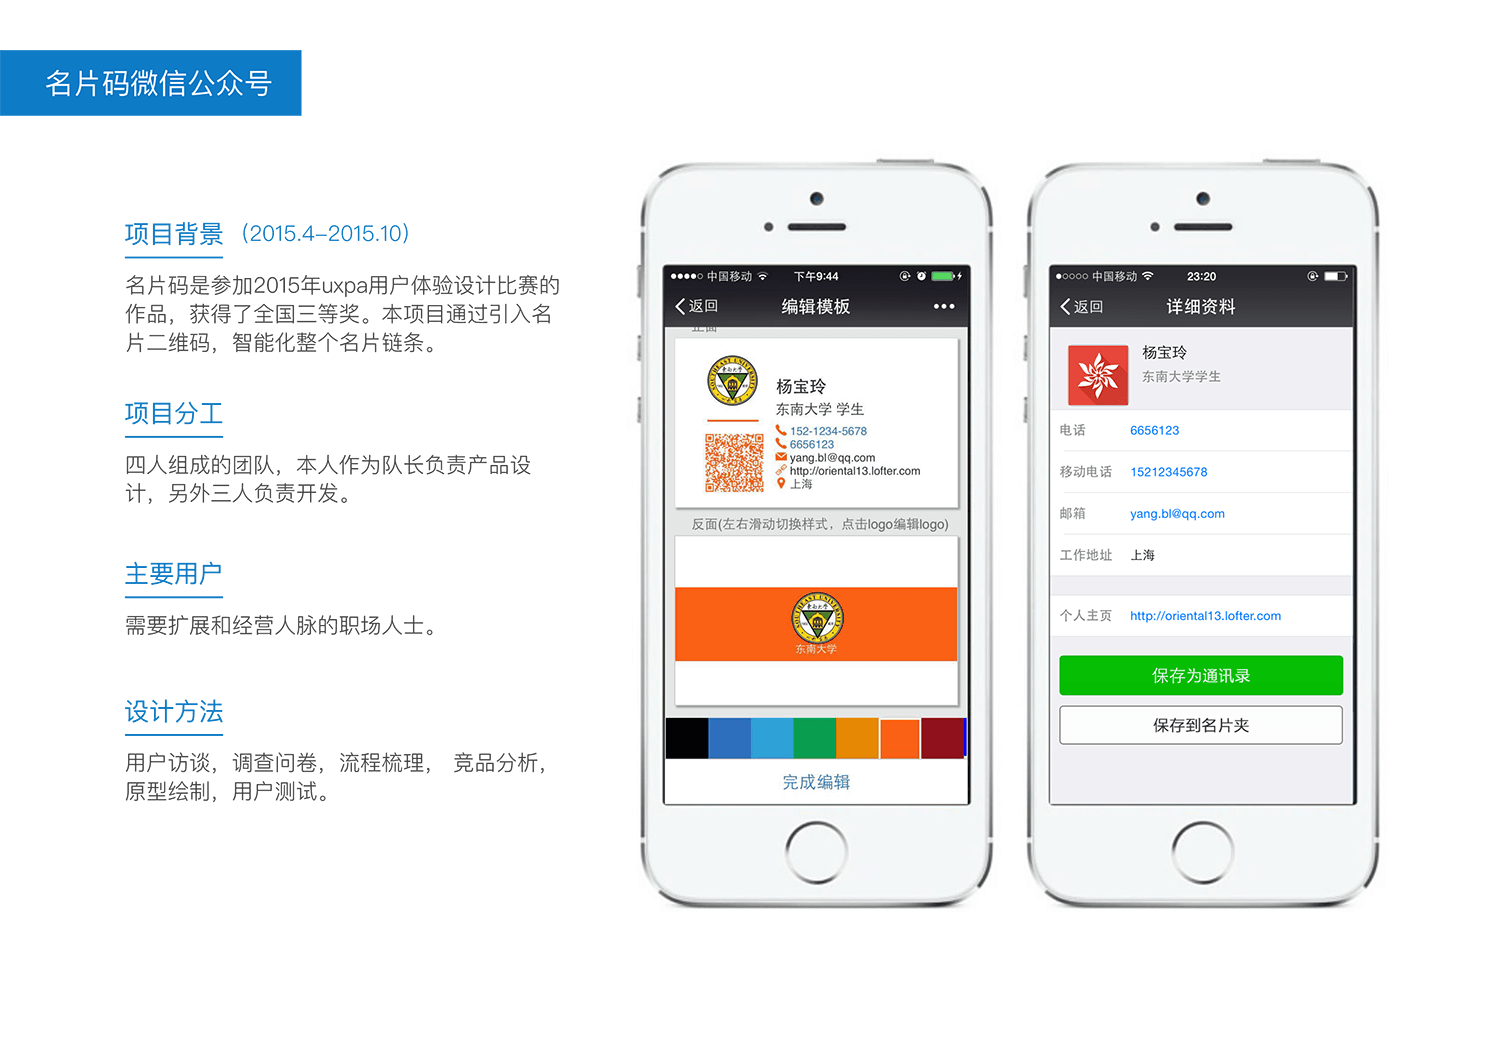 名片码微信公众号
项目背景 （2015.4-2015.10）
名片码是参加2015年uxpa用户体验设计比赛的
作品，获得了全国三等奖。本项目通过引入名
片二维码，智能化整个名片链条。
项目分工
四人组成的团队，本人作为队长负责产品设
计，另外三人负责开发。
主要用户
需要扩展和经营人脉的职场人士。
设计方法
用户访谈，调查问卷，流程梳理， 竞品分析，
原型绘制，用户测试。
中国移动 下午9:44
返回 编辑模板
正面
SOUTHEAST UNIVERSITY
东南大学
杨宝玲
东南大学 学生
152-1234-5678
6656123
yang.bl@qq.com
http://oriental13.lofter.com
上海
反面(左右滑动切换样式，点击logo编辑logo)
SOUTHEAST UNIVERSITY
东南大学
东南大学
完成编辑
中国移动 23:20
返回 详细资料
杨宝玲
东南大学学生
电话 6656123
移动电话 15212345678
邮箱 yang.bl@qq.com
工作地址 上海
个人主页 http://oriental13.lofter.com
保存为通讯录
保存到名片夹